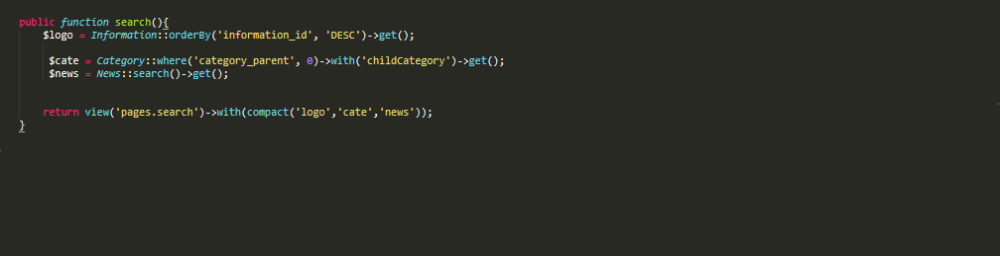 public function search(){
$logo = Information::orderBy('information_id', 'DESC')->get();
$cate = Category::where('category_parent', 0)->with('childCategory')->get();
$news = News::search()->get();
return view('pages.search')->with(compact('logo','cate','news'));
}